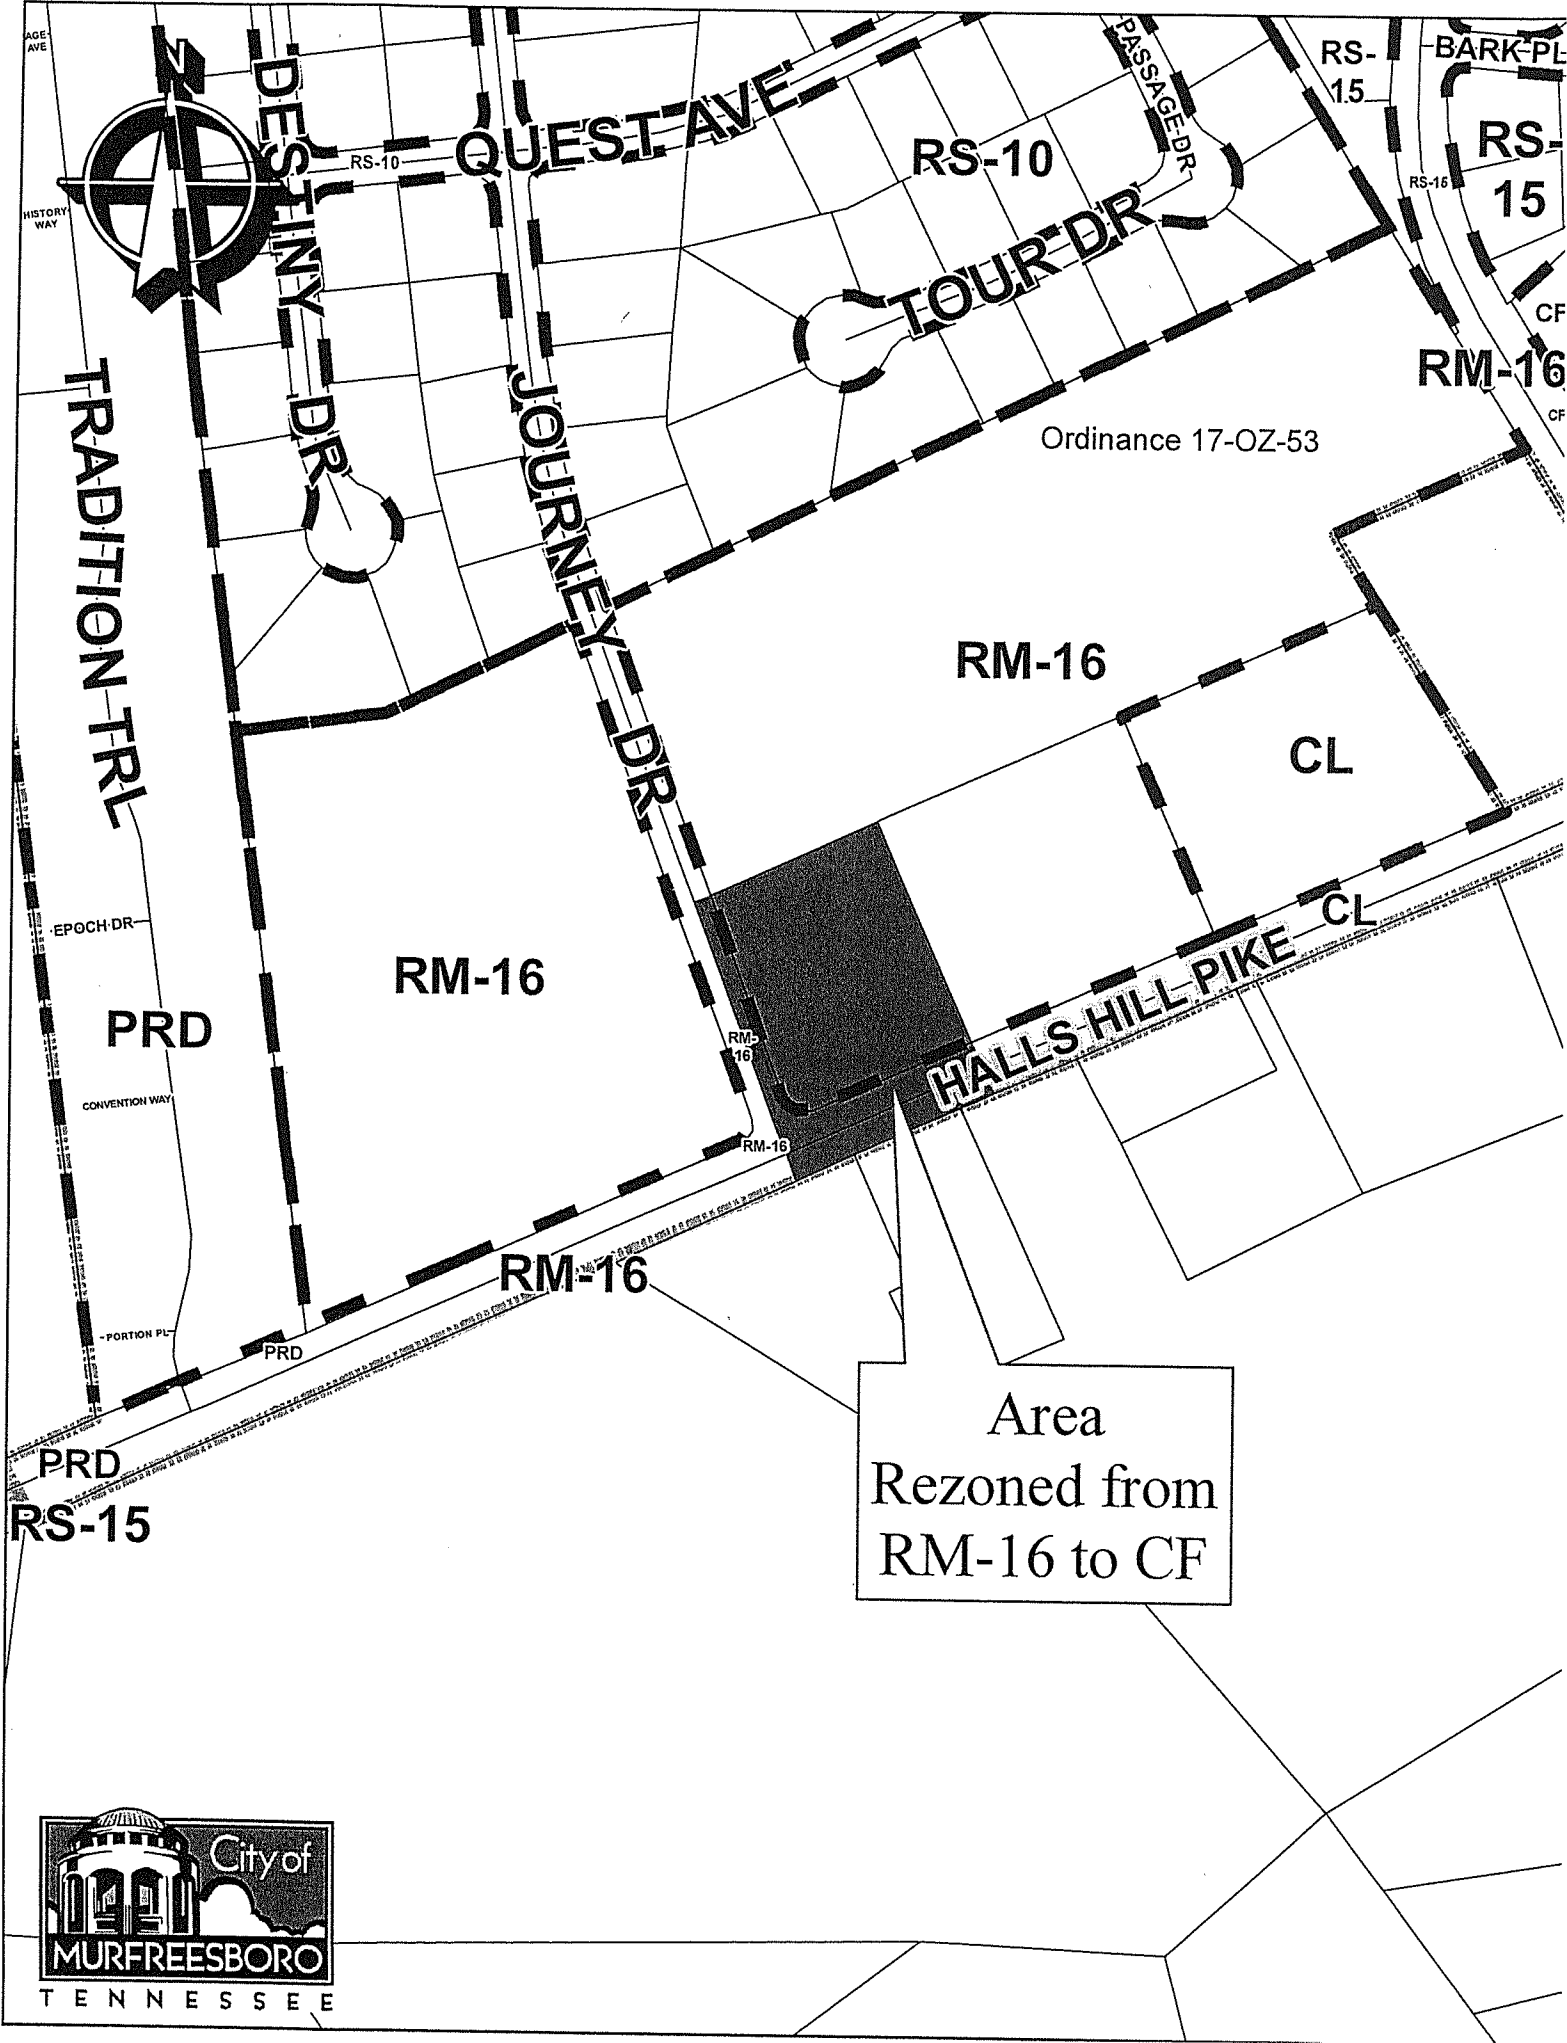 AGE
AVE
N
DESTINY DR
QUEST AVE
RS-10
RS-10
PASSAGE DR
RS-
15
BARK PL
RS-
15
RS-15
HISTORY
WAY
TOUR DR
CF
RM-16
CF
TRADITION TRL
JOURNEY DR
Ordinance 17-OZ-53
RM-16
CL
EPOCH DR
CL
RM-16
PRD
HALLS HILL PIKE
RM-
16
CONVENTION WAY
RM-16
RM-16
PORTION PL
PRD
PRD
RS-15
Area
Rezoned from
RM-16 to CF
City of
MURFREESBORO
TENNESSEE